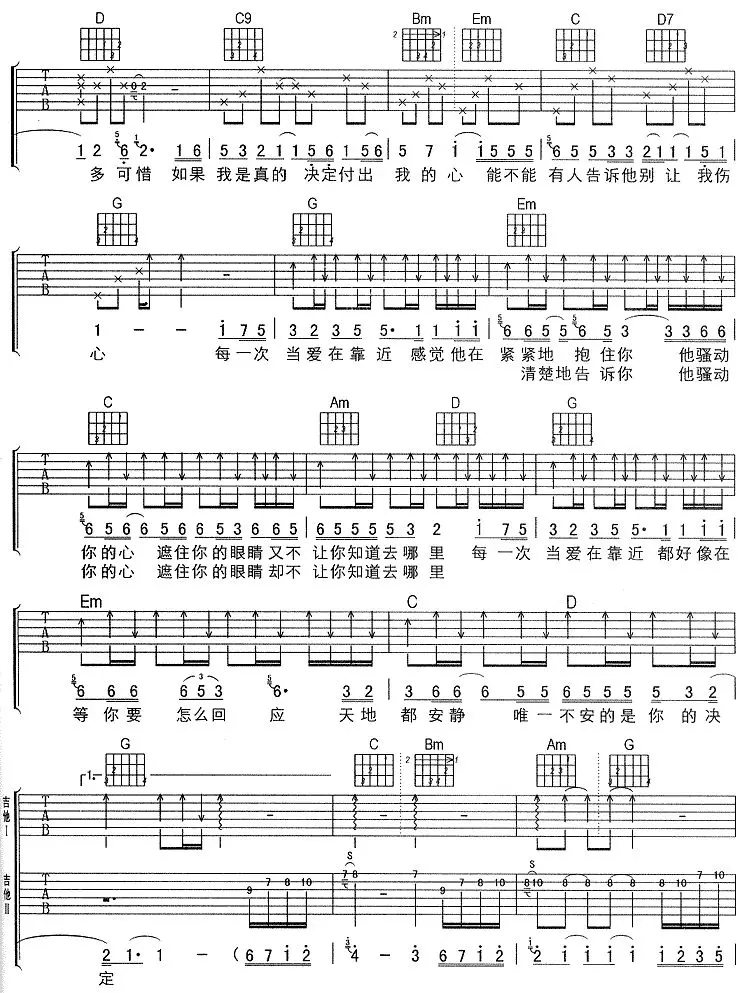 D C9 Bm Em C D7
T A B
1 2 6 2· 1 6 5 3 2 1 1 5 6 1 5 6 5 7 i i 5 5 5 6 5 5 3 3 2 1 1 1 5 1
多可惜 如果 我是真的 决定付出 我的心 能不能 有人告诉他别让 我伤
G G Em
T A B
1 - - i 7 5 3 2 3 5 5· 1 1 i i 6 6 5 5 6 5 3 3 3 6 6
心 每一次 当爱在靠近 感觉他在 紧紧地 抱住你 他骚动
清楚地告诉你 他骚动
C Am D G
T A B
6 5 6 6 5 6 6 5 3 6 6 5 6 5 5 5 5 3 2 i 7 5 3 2 3 5 5· 1 1 i i
你的心 遮住你的眼睛又不 让你知道去哪里 每一次 当爱在靠近 都好像在
你的心 遮住你的眼睛却不 让你知道去哪里
Em C D
T A B
6 6 6 6 5 3 6· 3 2 3 6 6 6 5 5 6 5 5 5 5 3 2
等你要 怎么回 应 天地 都安静 唯一不安的是你的决
1. G C Bm Am G
吉他 I T A B
S S
吉他 II T A B 9 7 8 10 7 8 7 9 7 8 10 8 10 8 8 8 8 8 10 7 10
2 1· 1 - ( 6 7 1 2 4 - 3 6 7 1 2 2 1 1 1 1 1 2 3 5
定